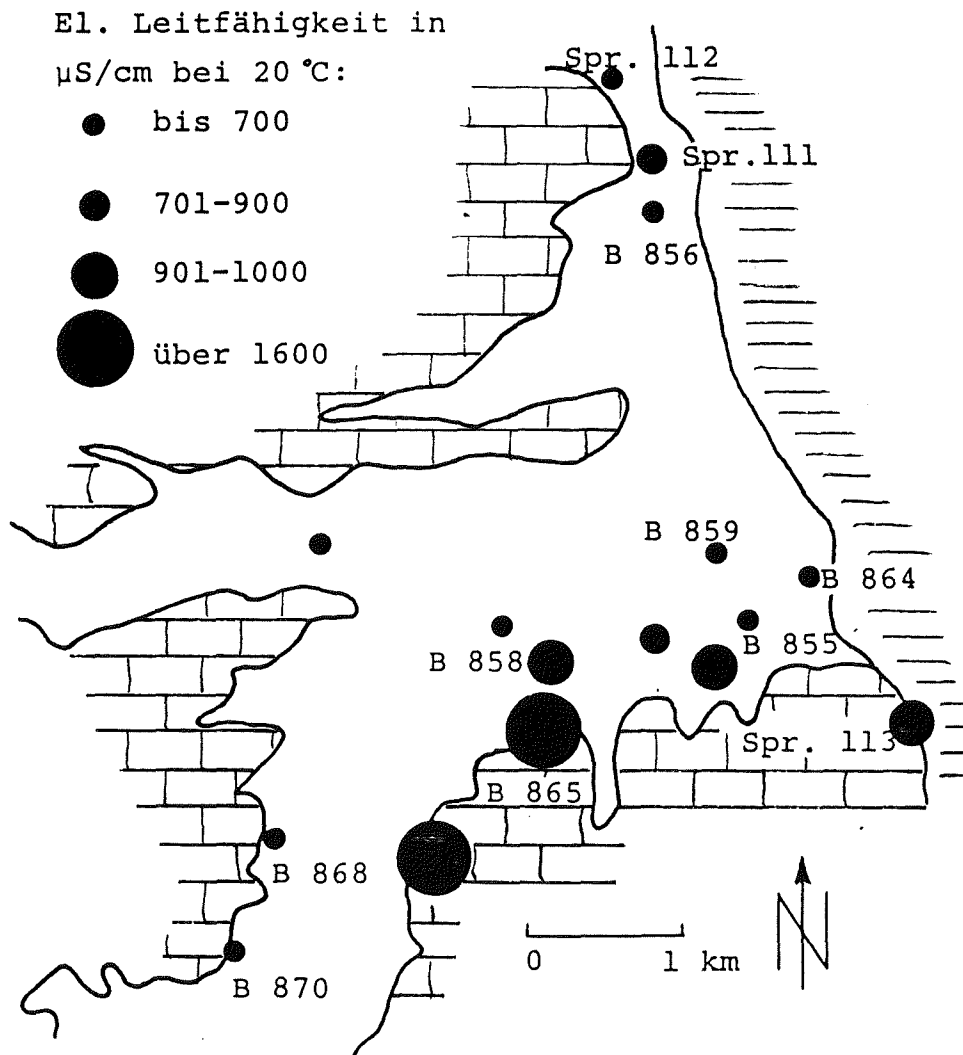 El. Leitfähigkeit in
µS/cm bei 20 °C:
bis 700
701-900
901-1000
über 1600
Spr. 112
Spr.111
B 856
B 859
B 864
B 855
B 858
Spr. 113
B 865
B 868
B 870
0 1 km
N